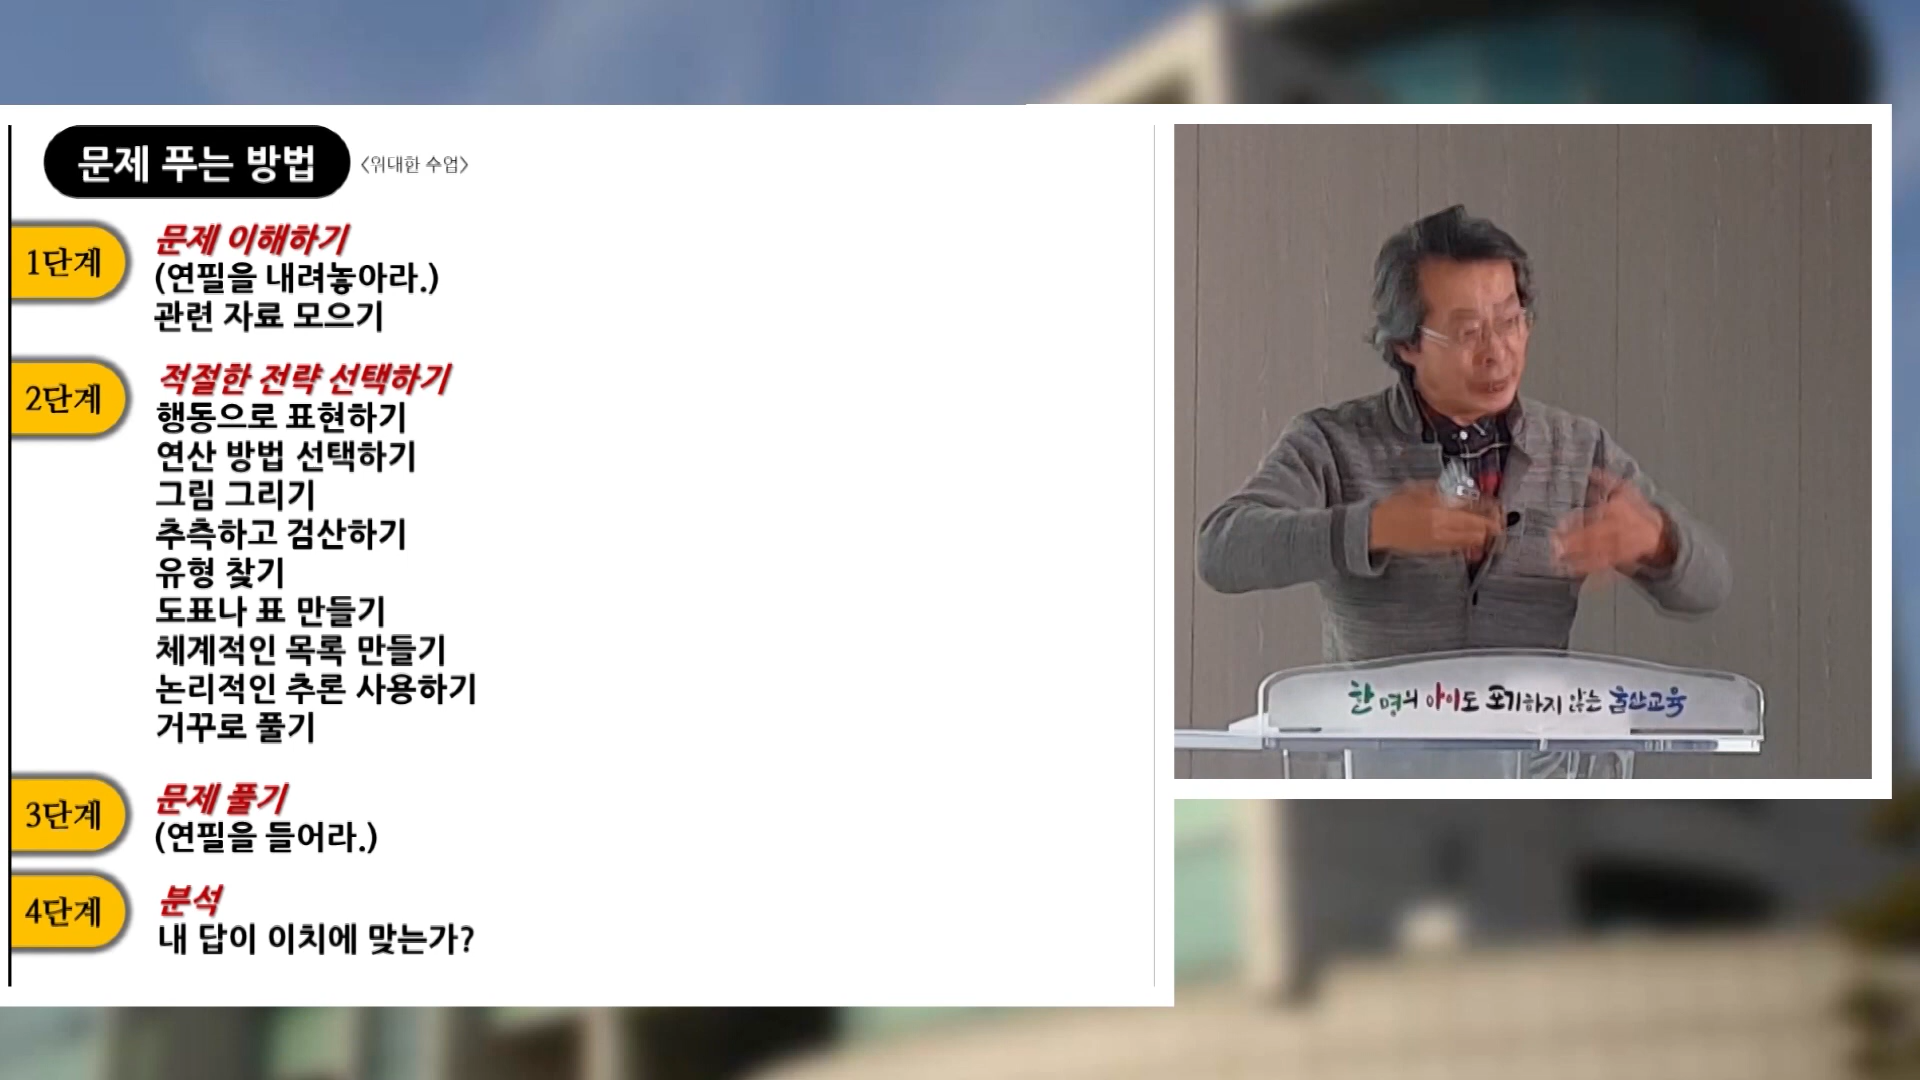 문제 푸는 방법
<위대한 수업>
1단계
문제 이해하기
(연필을 내려놓아라.)
관련 자료 모으기
2단계
적절한 전략 선택하기
행동으로 표현하기
연산 방법 선택하기
그림 그리기
추측하고 검산하기
유형 찾기
도표나 표 만들기
체계적인 목록 만들기
논리적인 추론 사용하기
거꾸로 풀기
3단계
문제 풀기
(연필을 들어라.)
4단계
분석
내 답이 이치에 맞는가?
한 명의 아이도 포기하지 않는 울산교육